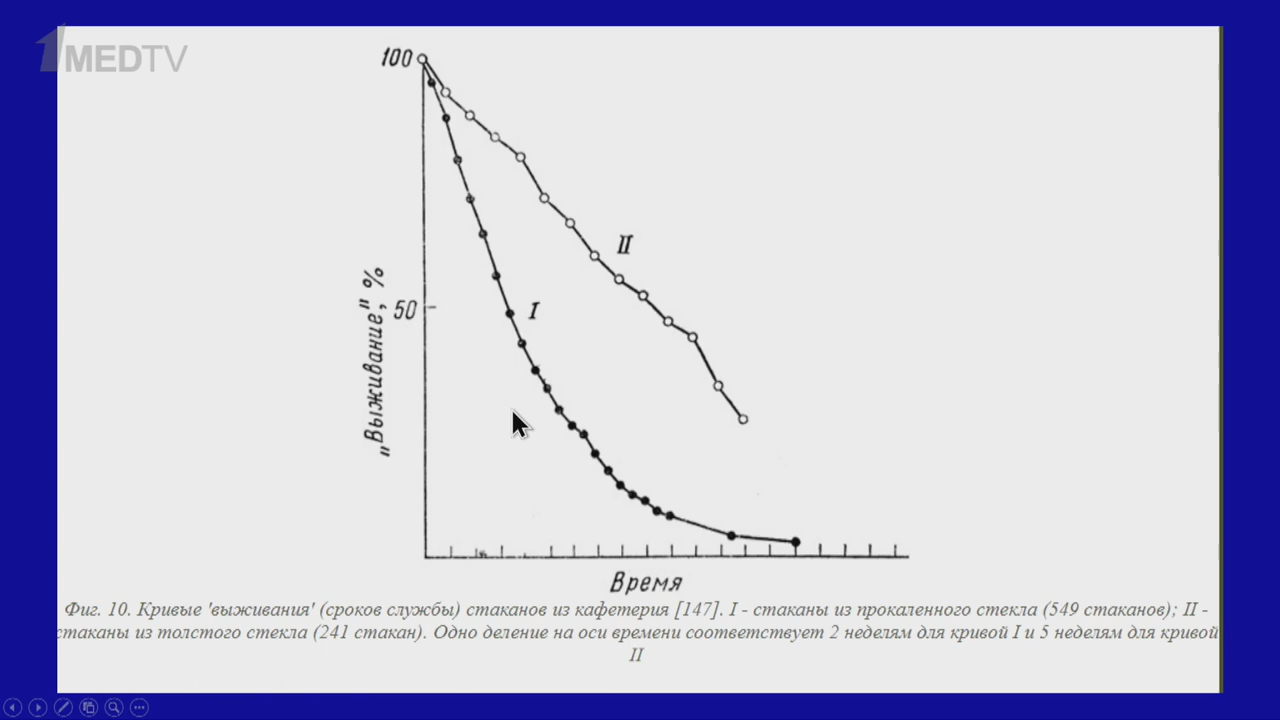 1MEDTV
100
II
50
I
„Выживание", %
Время
Фиг. 10. Кривые 'выживания' (сроков службы) стаканов из кафетерия [147]. I - стаканы из прокаленного стекла (549 стаканов); II -
стаканы из толстого стекла (241 стакан). Одно деление на оси времени соответствует 2 неделям для кривой I и 5 неделям для кривой
II